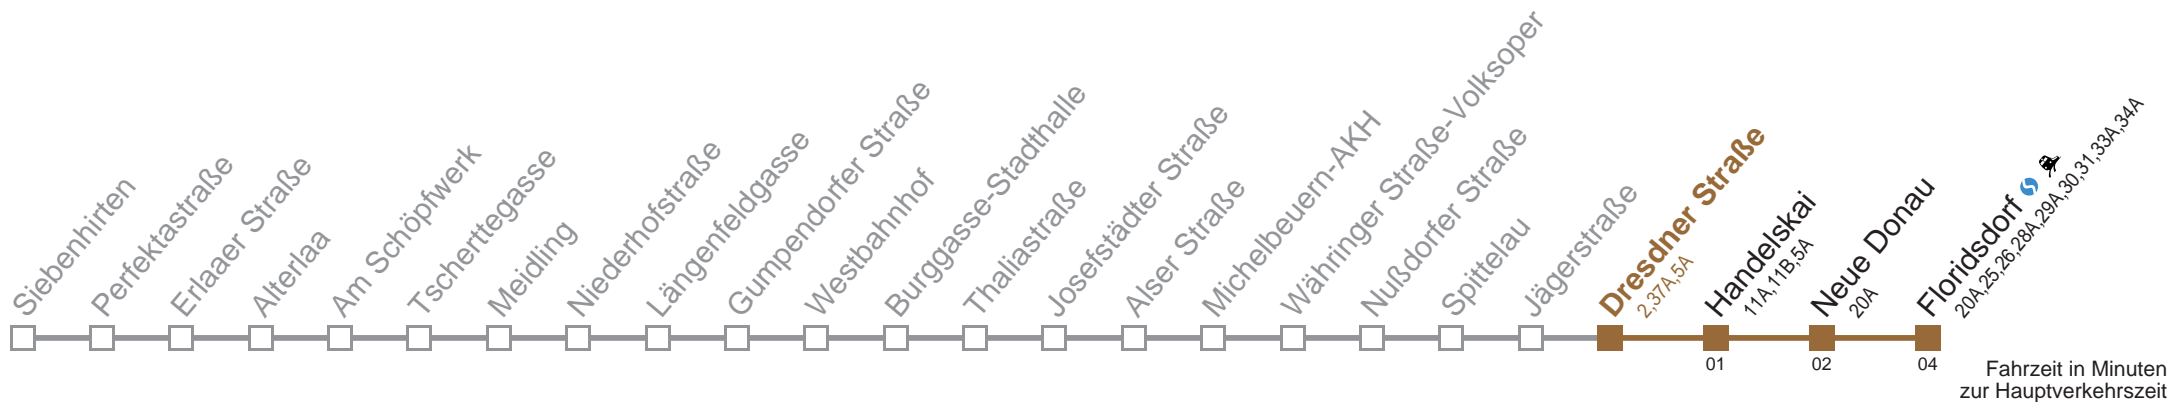 Siebenhirten
Perfektastraße
Erlaaer Straße
Alterlaa
Am Schöpfwerk
Tscherttegasse
Meidling
Niederhofstraße
Längenfeldgasse
Gumpendorfer Straße
Westbahnhof
Burggasse-Stadthalle
Thaliastraße
Josefstädter Straße
Alser Straße
Michelbeuern-AKH
Währinger Straße-Volksoper
Nußdorfer Straße
Spittelau
Jägerstraße
Dresdner Straße
2,37A,5A
Handelskai
11A,11B,5A
Neue Donau
20A
Floridsdorf
20A,25,26,28A,29A,30,31,33A,34A
01
02
04
Fahrzeit in Minuten
zur Hauptverkehrszeit